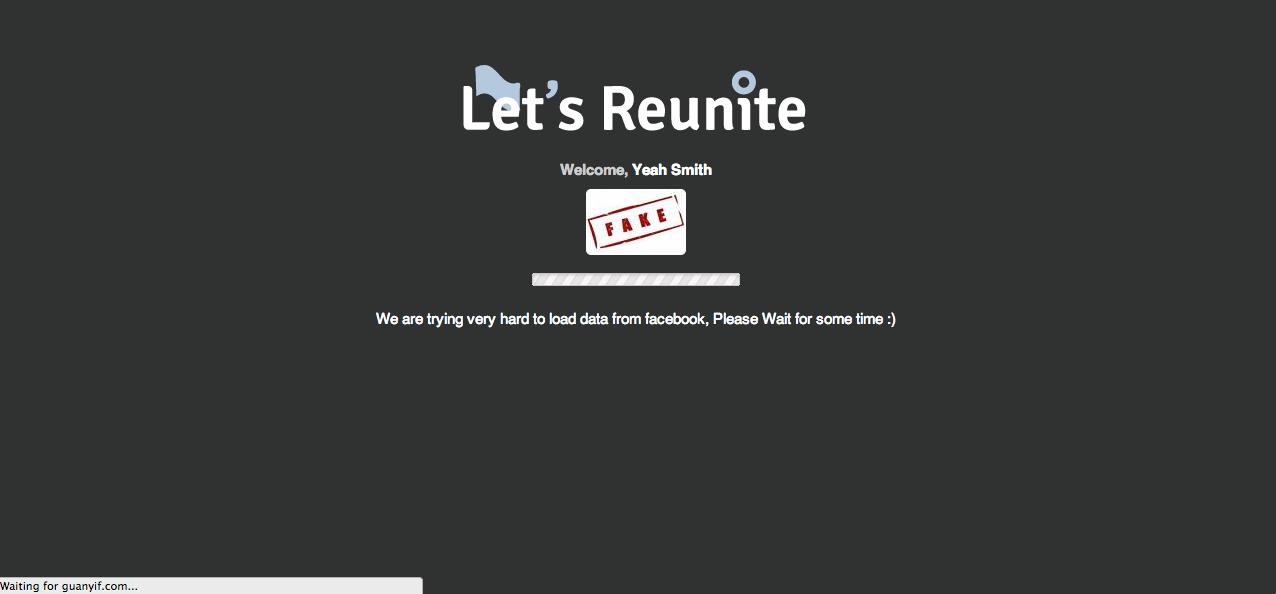 Let's Reunite
Welcome, Yeah Smith
FAKE
We are trying very hard to load data from facebook, Please Wait for some time :)
Waiting for guanyif.com...